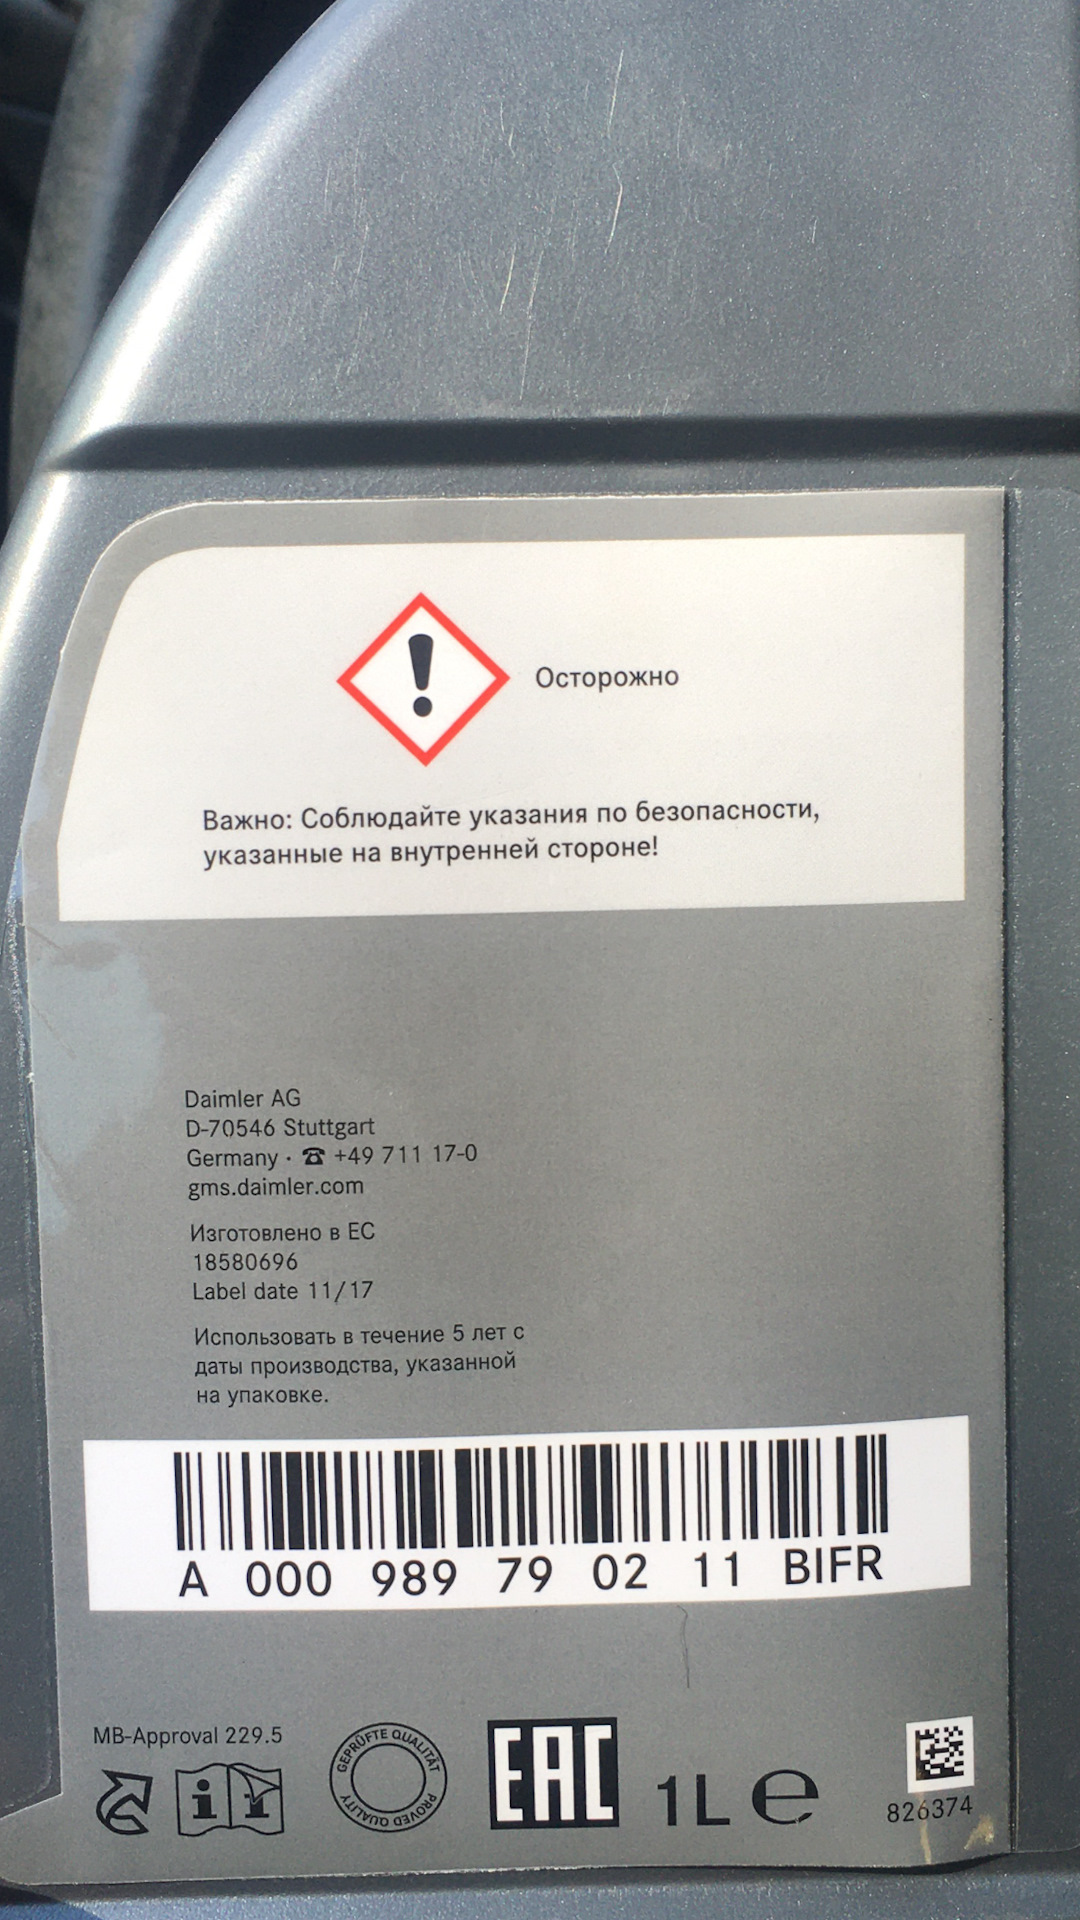 Осторожно
Важно: Соблюдайте указания по безопасности,
указанные на внутренней стороне!
Daimler AG
D-70546 Stuttgart
Germany · ☎ +49 711 17-0
gms.daimler.com
Изготовлено в ЕС
18580696
Label date 11/17
Использовать в течение 5 лет с
даты производства, указанной
на упаковке.
A 000 989 79 02 11 BIFR
MB-Approval 229.5
GEPRÜFTE QUALITÄT
PROVED QUALITY
EAC
1L e
826374